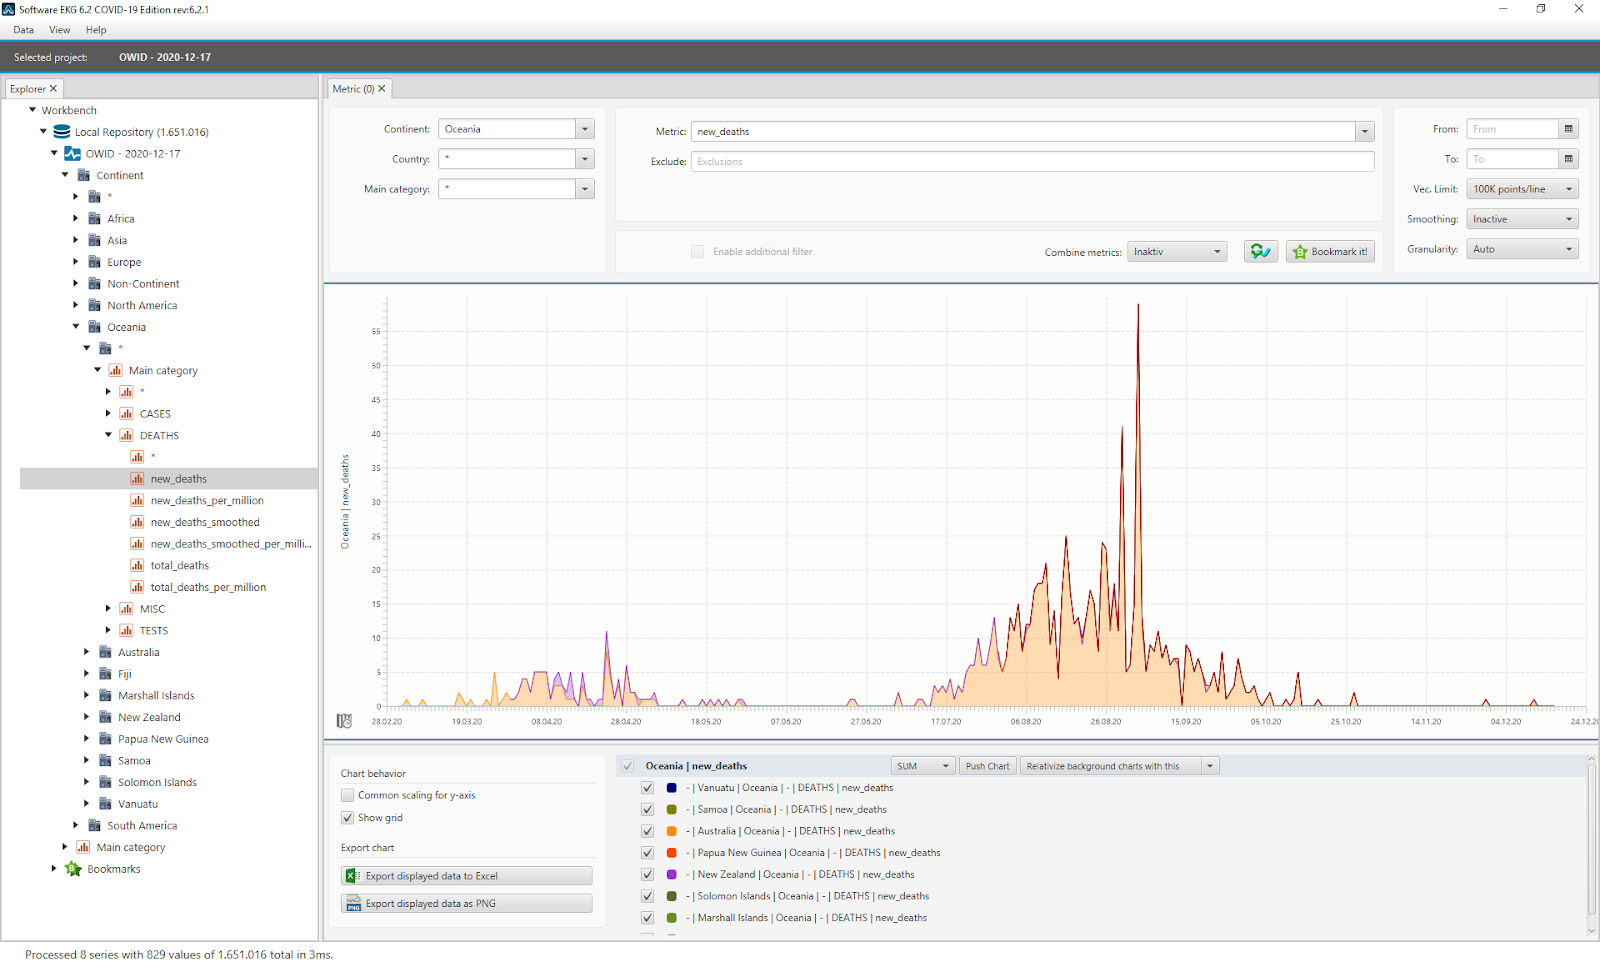 Software EKG 6.2 COVID-19 Edition rev:6.2.1
Data View Help
Selected project: OWID - 2020-12-17
Explorer
Workbench
Local Repository (1.651.016)
OWID - 2020-12-17
Continent
*
Africa
Asia
Europe
Non-Continent
North America
Oceania
*
Main category
*
CASES
DEATHS
*
new_deaths
new_deaths_per_million
new_deaths_smoothed
new_deaths_smoothed_per_milli...
total_deaths
total_deaths_per_million
MISC
TESTS
Australia
Fiji
Marshall Islands
New Zealand
Papua New Guinea
Samoa
Solomon Islands
Vanuatu
South America
Main category
Bookmarks
Metric (0)
Continent: Oceania
Country: *
Main category: *
Metric: new_deaths
Exclude: Exclusions
Enable additional filter
Combine metrics: Inaktiv
Bookmark it!
From: From
To: To
Vec. Limit: 100K points/line
Smoothing: Inactive
Granularity: Auto
Oceania | new_deaths
55
50
45
40
35
30
25
20
15
10
5
0
28.02.20 19.03.20 08.04.20 28.04.20 18.05.20 07.06.20 27.06.20 17.07.20 06.08.20 26.08.20 15.09.20 05.10.20 25.10.20 14.11.20 04.12.20 24.12.20
Chart behavior
Common scaling for y-axis
Show grid
Export chart
Export displayed data to Excel
PNG Export displayed data as PNG
Oceania | new_deaths SUM Push Chart Relativize background charts with this
- | Vanuatu | Oceania | - | DEATHS | new_deaths
- | Samoa | Oceania | - | DEATHS | new_deaths
- | Australia | Oceania | - | DEATHS | new_deaths
- | Papua New Guinea | Oceania | - | DEATHS | new_deaths
- | New Zealand | Oceania | - | DEATHS | new_deaths
- | Solomon Islands | Oceania | - | DEATHS | new_deaths
- | Marshall Islands | Oceania | - | DEATHS | new_deaths
Processed 8 series with 829 values of 1.651.016 total in 3ms.